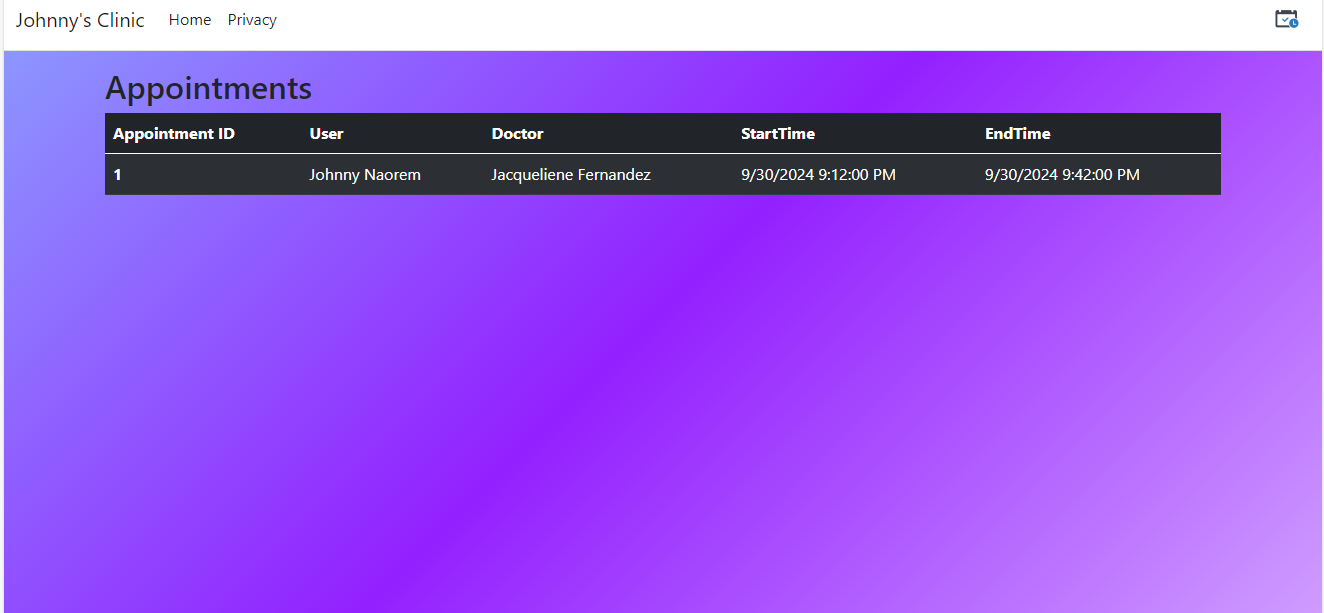 Johnny's Clinic Home Privacy
Appointments
Appointment ID User Doctor StartTime EndTime
1 Johnny Naorem Jacqueliene Fernandez 9/30/2024 9:12:00 PM 9/30/2024 9:42:00 PM